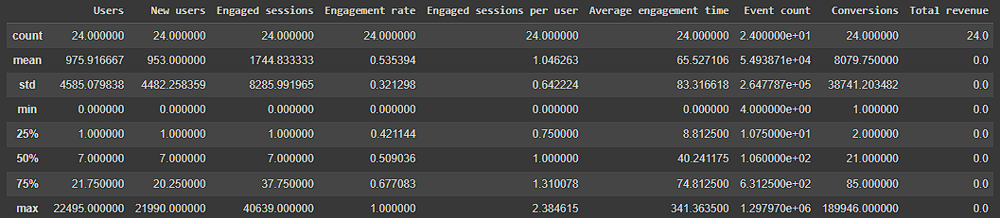 Users New users Engaged sessions Engagement rate Engaged sessions per user Average engagement time Event count Conversions Total revenue
count 24.000000 24.000000 24.000000 24.000000 24.000000 24.000000 2.400000e+01 24.000000 24.0
mean 975.916667 953.000000 1744.833333 0.535394 1.046263 65.527106 5.493871e+04 8079.750000 0.0
std 4585.079838 4482.258359 8285.991965 0.321298 0.642224 83.316618 2.647787e+05 38741.203482 0.0
min 0.000000 0.000000 0.000000 0.000000 0.000000 0.000000 4.000000e+00 1.000000 0.0
25% 1.000000 1.000000 1.000000 0.421144 0.750000 8.812500 1.075000e+01 2.000000 0.0
50% 7.000000 7.000000 7.000000 0.509036 1.000000 40.241175 1.060000e+02 21.000000 0.0
75% 21.750000 20.250000 37.750000 0.677083 1.310078 74.812500 6.312500e+02 85.000000 0.0
max 22495.000000 21990.000000 40639.000000 1.000000 2.384615 341.363500 1.297970e+06 189946.000000 0.0